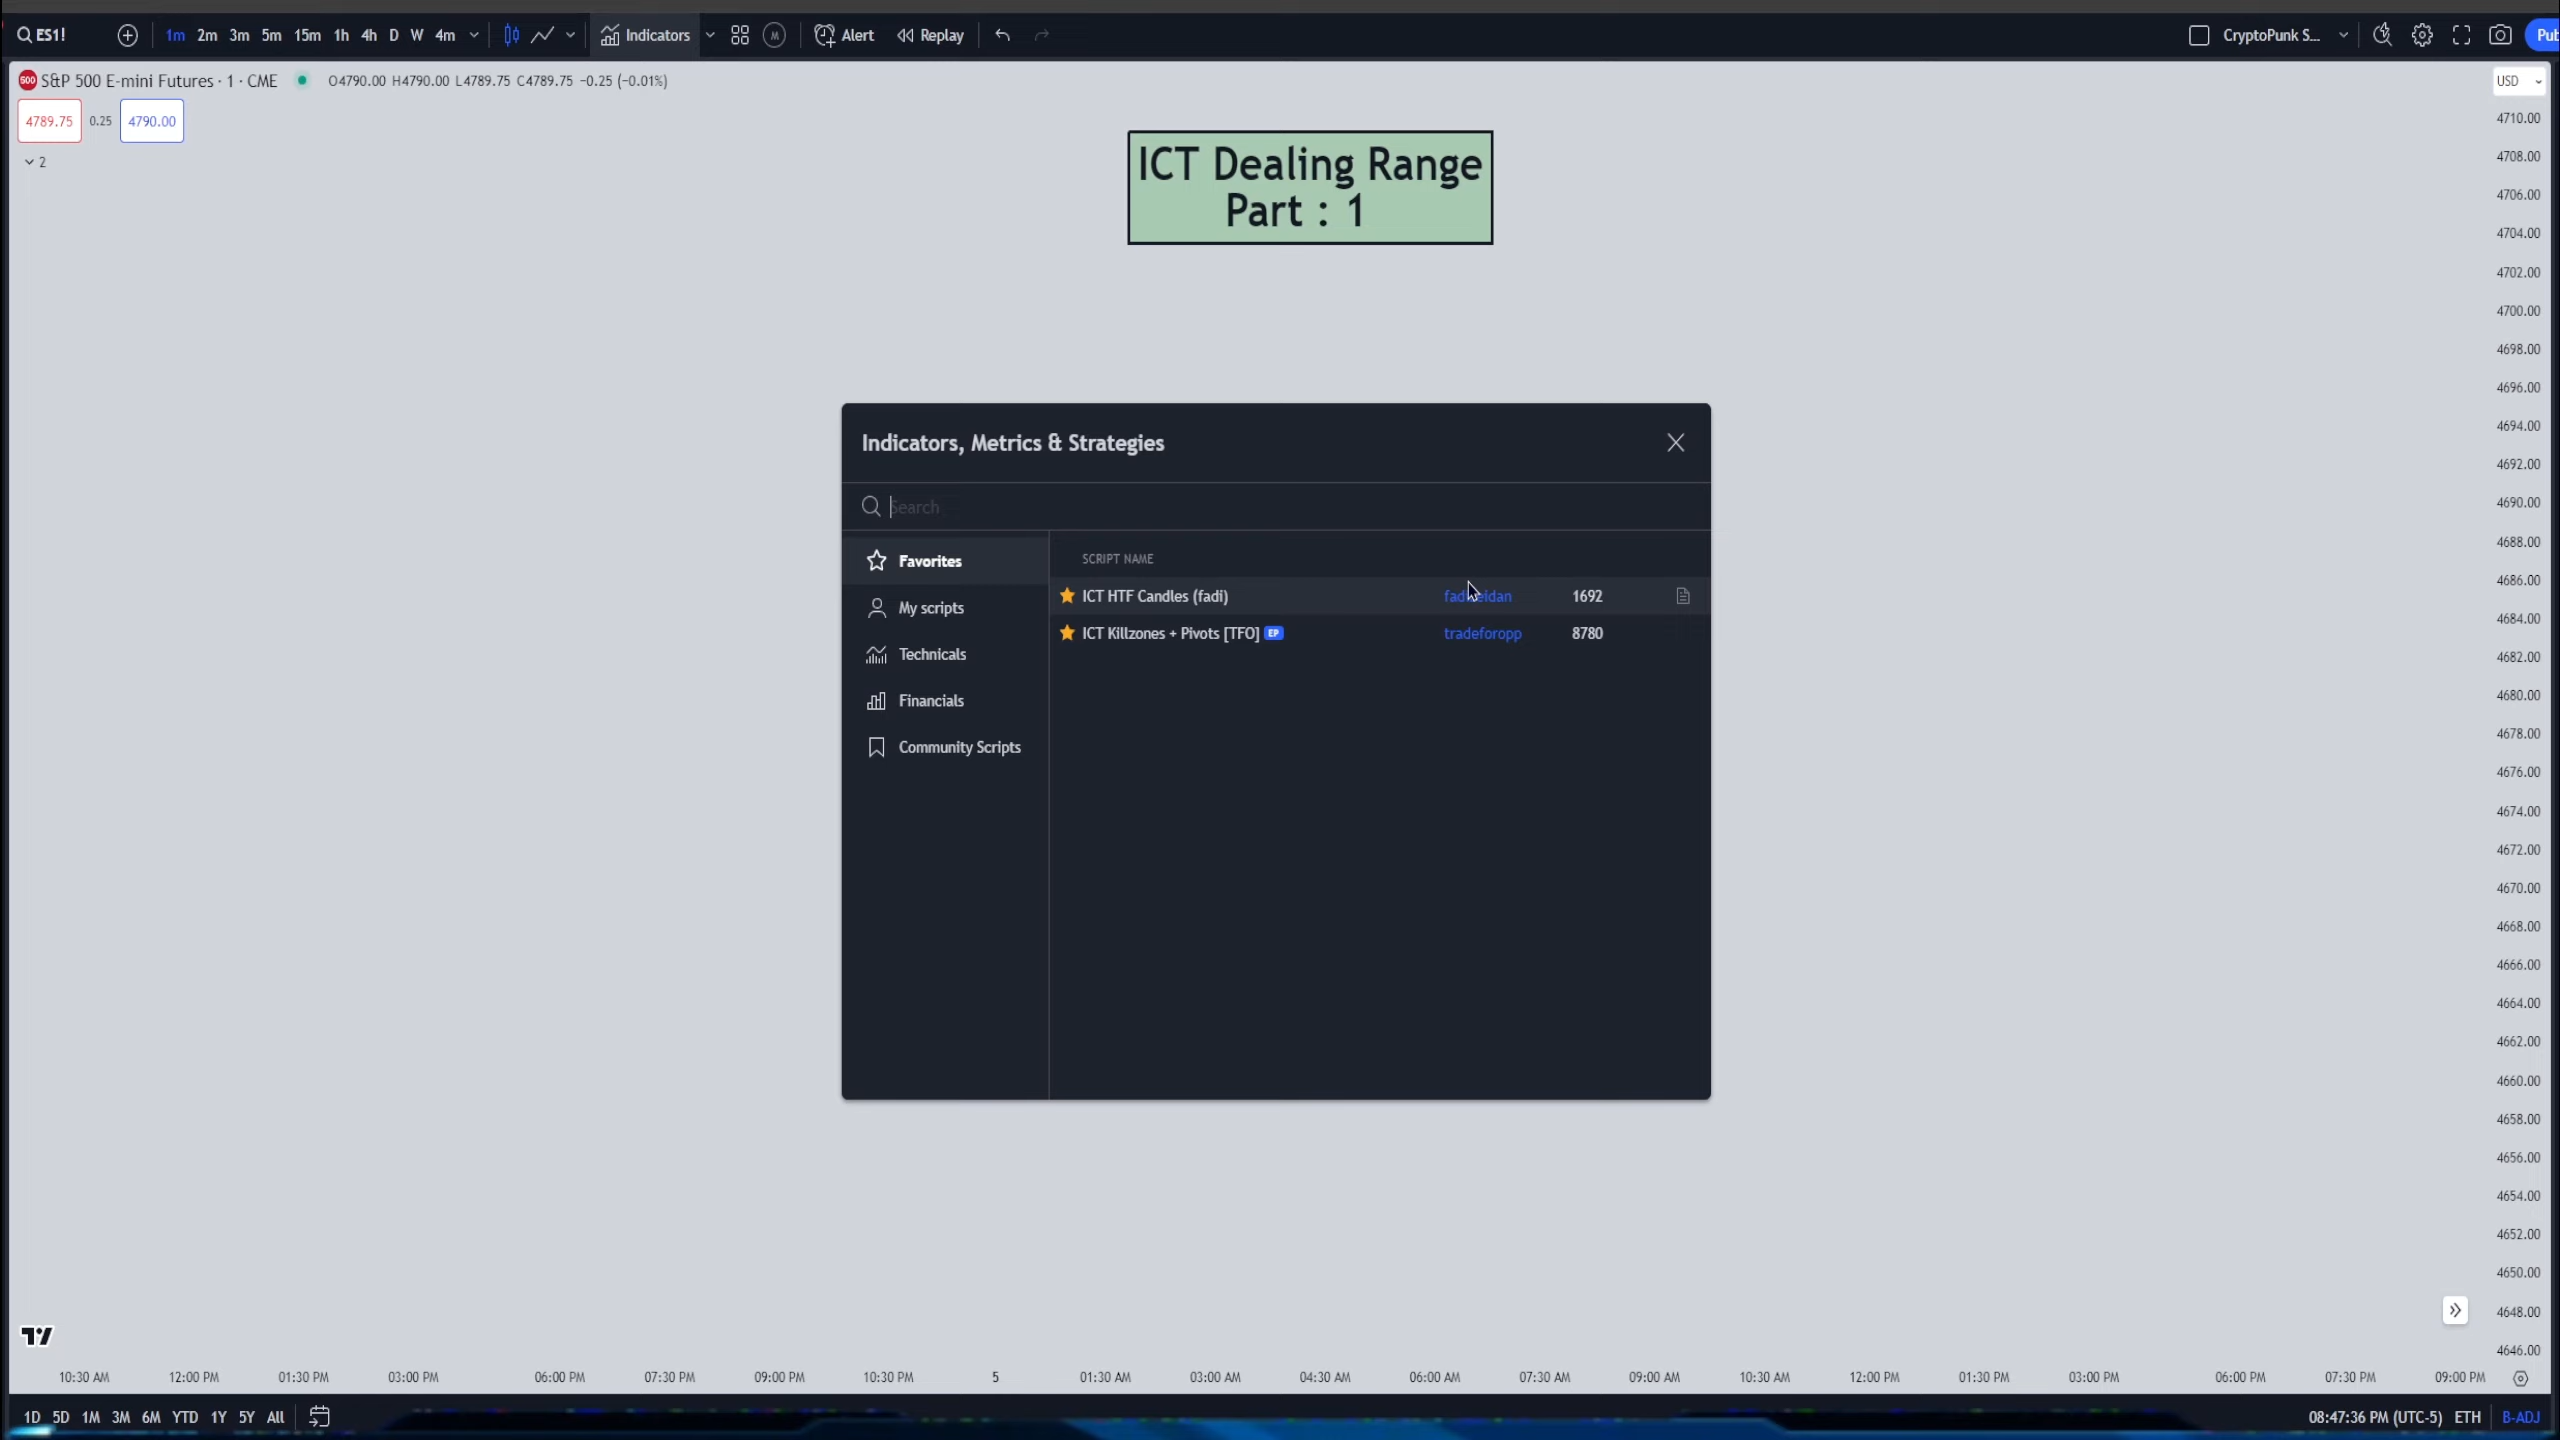 ES1!
1m 2m 3m 5m 15m 1h 4h D W 4m Indicators M Alert Replay CryptoPunk S... Pub
500 S&P 500 E-mini Futures · 1 · CME O4790.00 H4790.00 L4789.75 C4789.75 −0.25 (−0.01%)
USD
4789.75 0.25 4790.00
2
ICT Dealing Range
Part : 1
Indicators, Metrics & Strategies
Search
Favorites
My scripts
Technicals
Financials
Community Scripts
SCRIPT NAME
ICT HTF Candles (fadi) 1692
ICT Killzones + Pivots [TFO] EP tradeforopp 8780
4710.00
4708.00
4706.00
4704.00
4702.00
4700.00
4698.00
4696.00
4694.00
4692.00
4690.00
4688.00
4686.00
4684.00
4682.00
4680.00
4678.00
4676.00
4674.00
4672.00
4670.00
4668.00
4666.00
4664.00
4662.00
4660.00
4658.00
4656.00
4654.00
4652.00
4650.00
4648.00
4646.00
10:30 AM 12:00 PM 01:30 PM 03:00 PM 06:00 PM 07:30 PM 09:00 PM 10:30 PM 5 01:30 AM 03:00 AM 04:30 AM 06:00 AM 07:30 AM 09:00 AM 10:30 AM 12:00 PM 01:30 PM 03:00 PM 06:00 PM 07:30 PM 09:00 PM
1D 5D 1M 3M 6M YTD 1Y 5Y All 08:47:36 PM (UTC-5) ETH B-ADJ